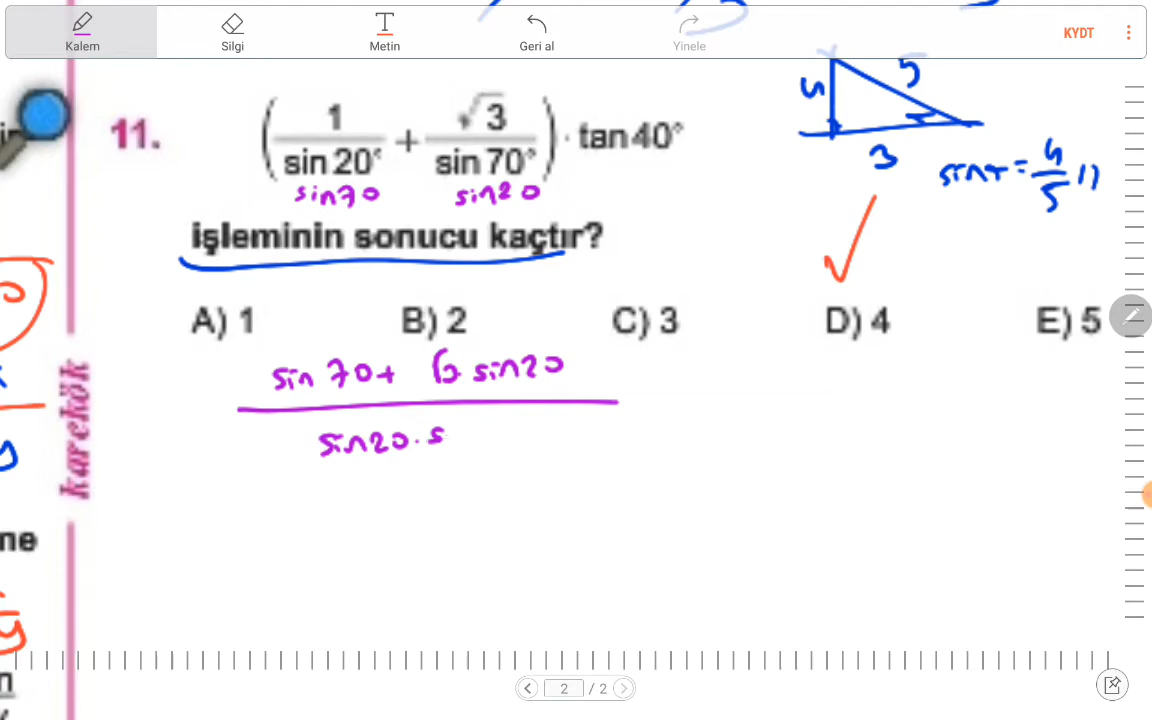 Kalem Silgi Metin Geri al Yinele KYDT
4 5 3
sinx = 4/5 //
11. (1/sin 20° + √3/sin 70°) · tan 40°
sin70 sin20
işleminin sonucu kaçtır?
A) 1 B) 2 C) 3 D) 4 E) 5
sin 70 + √3 sin20
sin20 . s
karekök
ne
2 / 2